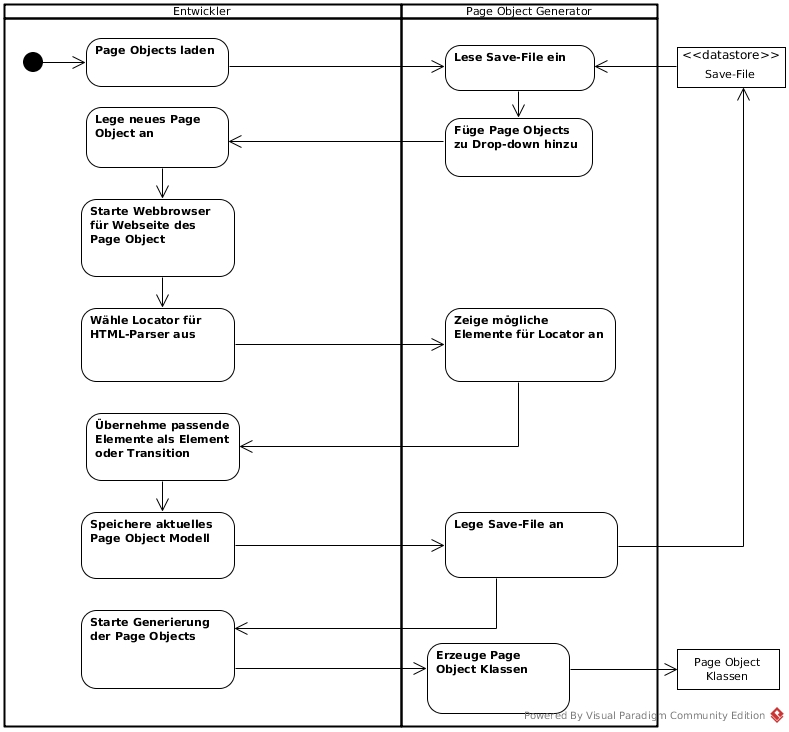 Entwickler
Page Object Generator
Page Objects laden
Lese Save-File ein
<<datastore>>
Save-File
Lege neues Page
Object an
Füge Page Objects
zu Drop-down hinzu
Starte Webbrowser
für Webseite des
Page Object
Wähle Locator für
HTML-Parser aus
Zeige mögliche
Elemente für Locator an
Übernehme passende
Elemente als Element
oder Transition
Speichere aktuelles
Page Object Modell
Lege Save-File an
Starte Generierung
der Page Objects
Erzeuge Page
Object Klassen
Page Object
Klassen
Powered By Visual Paradigm Community Edition